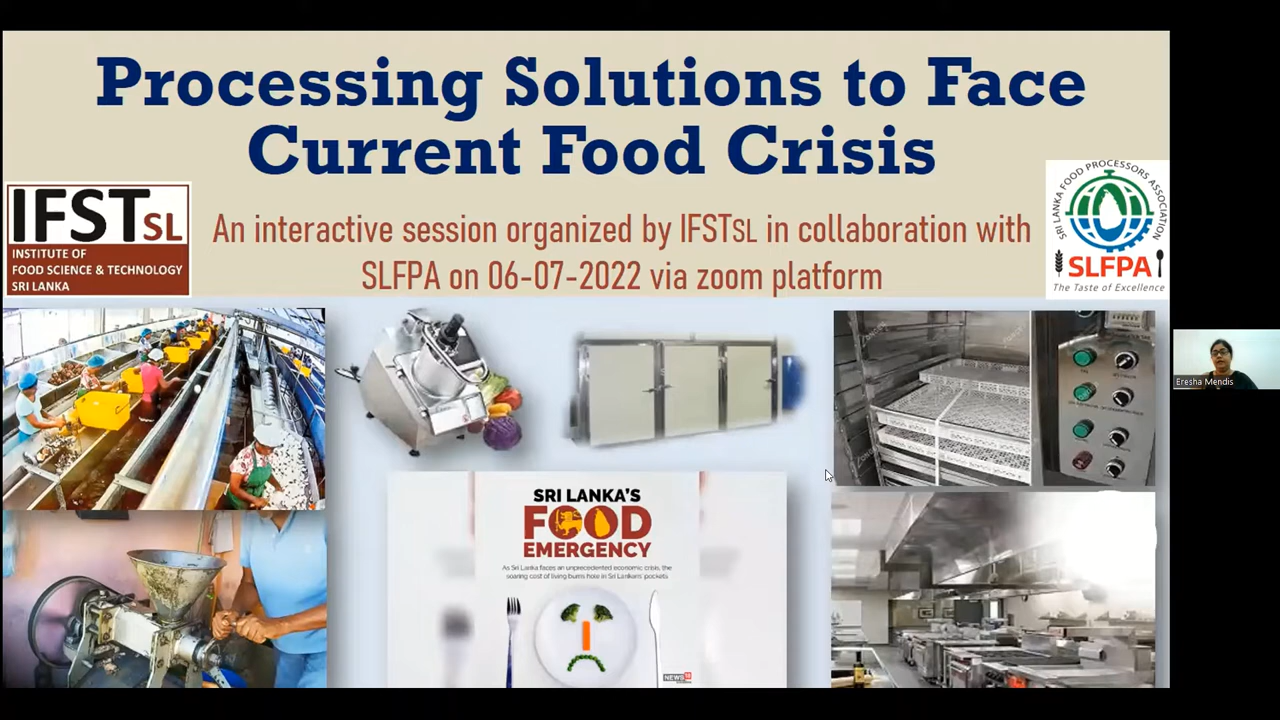 Processing Solutions to Face
Current Food Crisis
IFSTSL
INSTITUTE OF
FOOD SCIENCE & TECHNOLOGY
SRI LANKA
An interactive session organized by IFSTSL in collaboration with
SLFPA on 06-07-2022 via zoom platform
SRI LANKA FOOD PROCESSORS ASSOCIATION
SLFPA
The Taste of Excellence
SRI LANKA'S
FOOD
EMERGENCY
As Sri Lanka faces an unprecedented economic crisis, the
soaring cost of living burns hole in Sri Lankans' pockets
NEWS
Eresha Mendis